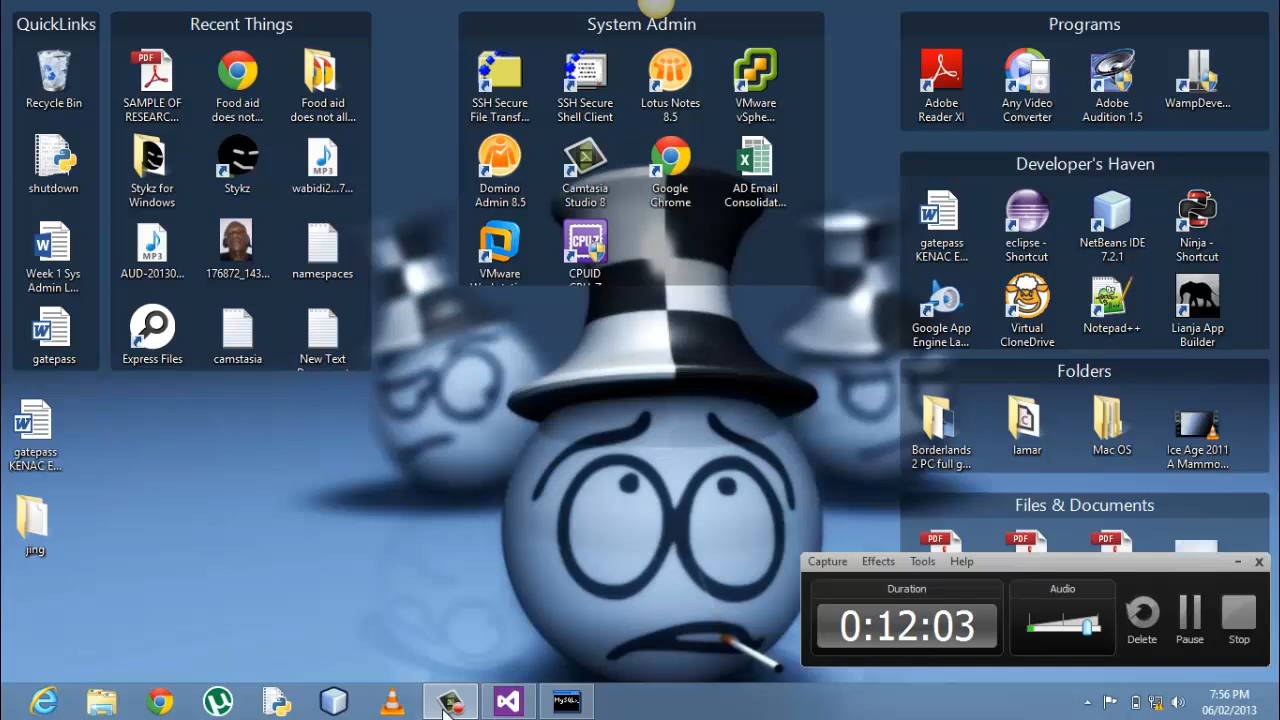 QuickLinks
Recycle Bin
shutdown
Week 1 Sys
Admin L...
gatepass
Recent Things
SAMPLE OF
RESEARC...
Food aid
does not...
Food aid
does not all...
Stykz for
Windows
Stykz
wabidi2...7...
AUD-20130...
176872_143...
namespaces
Express Files
camstasia
New Text
System Admin
SSH Secure
File Transf...
SSH Secure
Shell Client
Lotus Notes
8.5
VMware
vSphe...
Domino
Admin 8.5
Camtasia
Studio 8
Google
Chrome
AD Email
Consolidat...
VMware
CPUID
Programs
Adobe
Reader XI
Any Video
Converter
Adobe
Audition 1.5
WampDeve...
Developer's Haven
gatepass
KENAC E...
eclipse -
Shortcut
NetBeans IDE
7.2.1
Ninja -
Shortcut
Google App
Engine La...
Virtual
CloneDrive
Notepad++
Lianja App
Builder
Folders
Borderlands
2 PC full g...
lamar
Mac OS
Ice Age 2011
A Mammo...
Files & Documents
PDF
PDF
PDF
gatepass
KENAC E...
jing
Capture Effects Tools Help
Duration
0:12:03
Audio
Delete
Pause
Stop
7:56 PM
06/02/2013